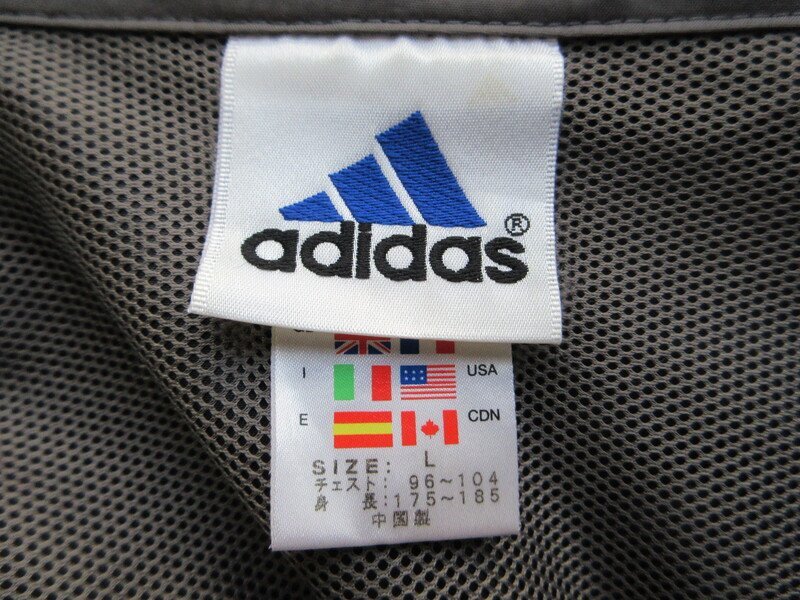 adidas®
I USA
E CDN
SIZE: L
チェスト: 96~104
身 長:175~185
中国製